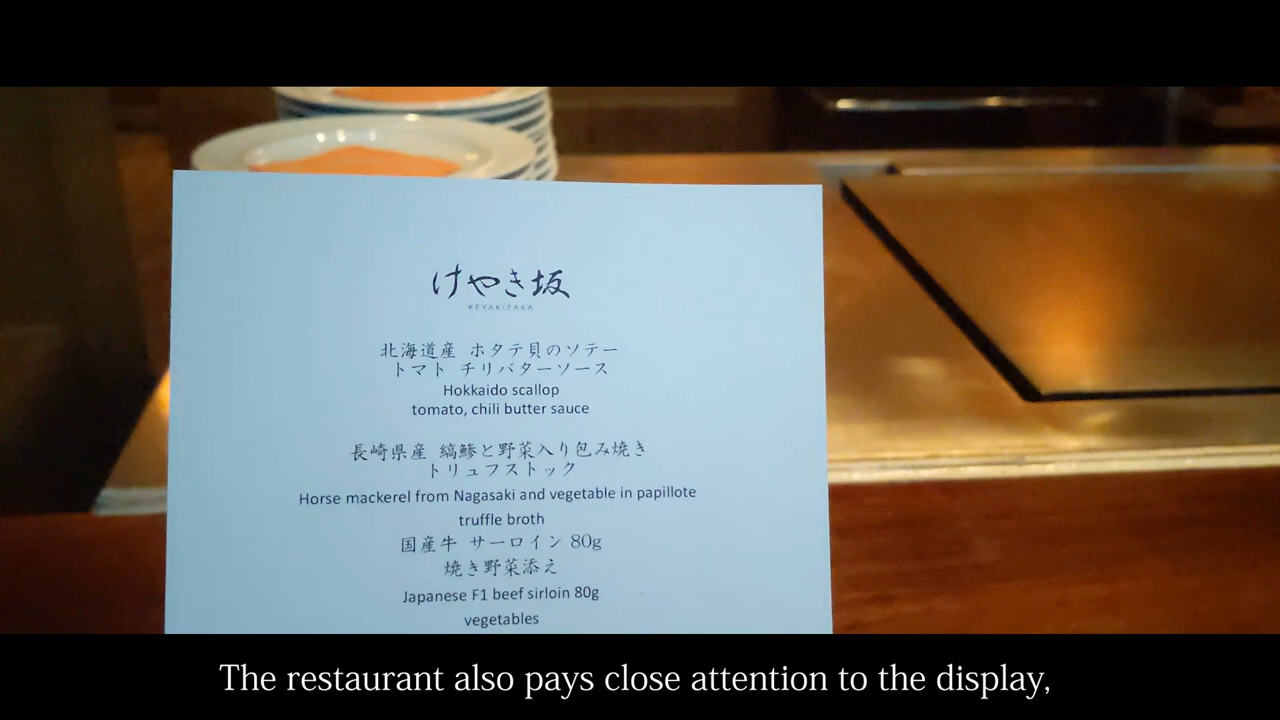 けやき坂
KEYAKIZAKA
北海道産 ホタテ貝のソテー
トマト チリバターソース
Hokkaido scallop
tomato, chili butter sauce
長崎県産 縞鯵と野菜入り包み焼き
トリュフストック
Horse mackerel from Nagasaki and vegetable in papillote
truffle broth
国産牛 サーロイン 80g
焼き野菜添え
Japanese F1 beef sirloin 80g
vegetables
The restaurant also pays close attention to the display,